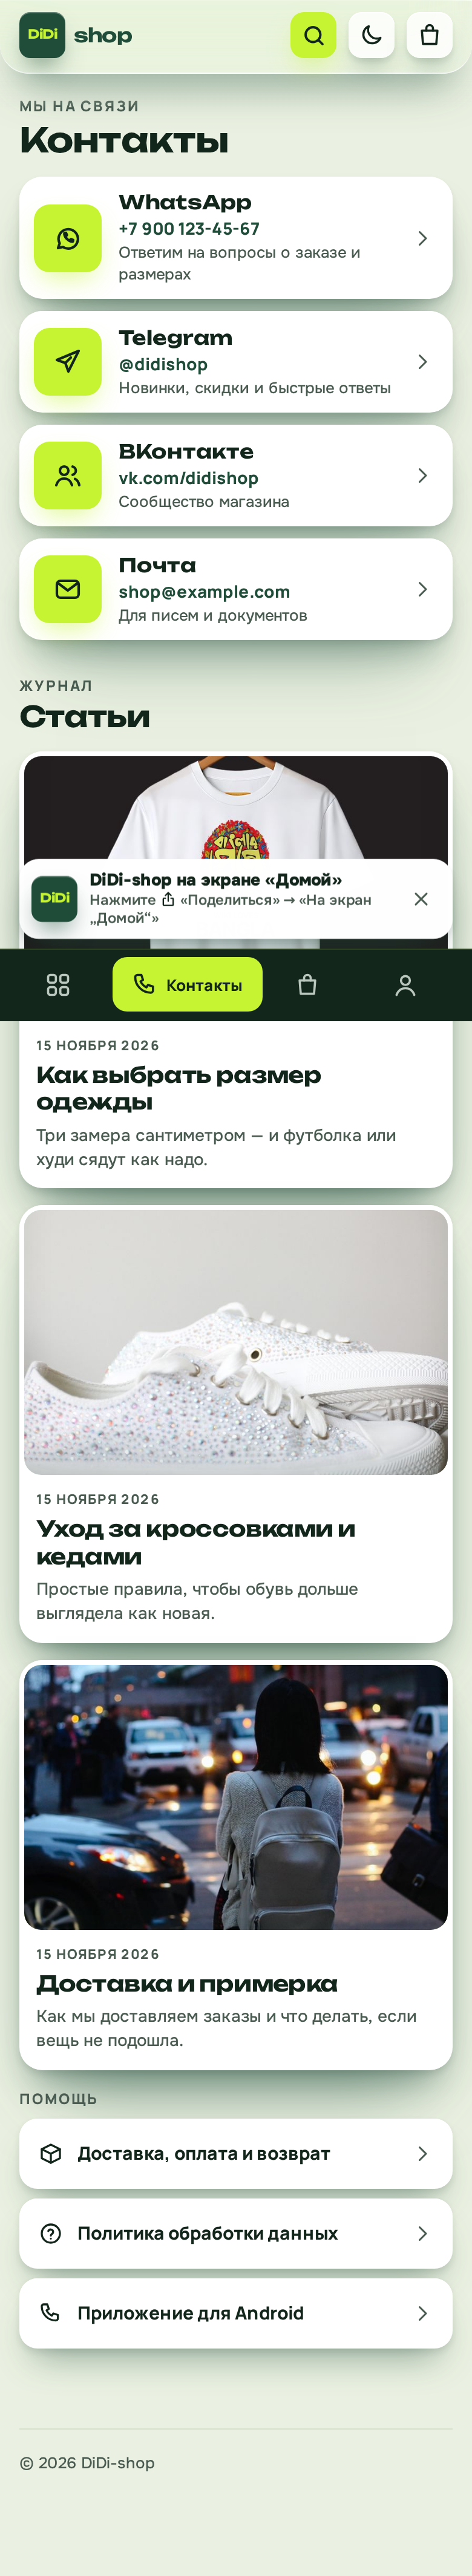 DiDi shop
МЫ НА СВЯЗИ
Контакты
WhatsApp
+7 900 123-45-67
Ответим на вопросы о заказе и
размерах
Telegram
@didishop
Новинки, скидки и быстрые ответы
ВКонтакте
vk.com/didishop
Сообщество магазина
Почта
shop@example.com
Для писем и документов
ЖУРНАЛ
Статьи
DiDi
DiDi-shop на экране «Домой»
Нажмите «Поделиться» → «На экран
„Домой“»
Контакты
15 НОЯБРЯ 2026
Как выбрать размер
одежды
Три замера сантиметром — и футболка или
худи сядут как надо.
15 НОЯБРЯ 2026
Уход за кроссовками и
кедами
Простые правила, чтобы обувь дольше
выглядела как новая.
15 НОЯБРЯ 2026
Доставка и примерка
Как мы доставляем заказы и что делать, если
вещь не подошла.
ПОМОЩЬ
Доставка, оплата и возврат
Политика обработки данных
Приложение для Android
© 2026 DiDi-shop